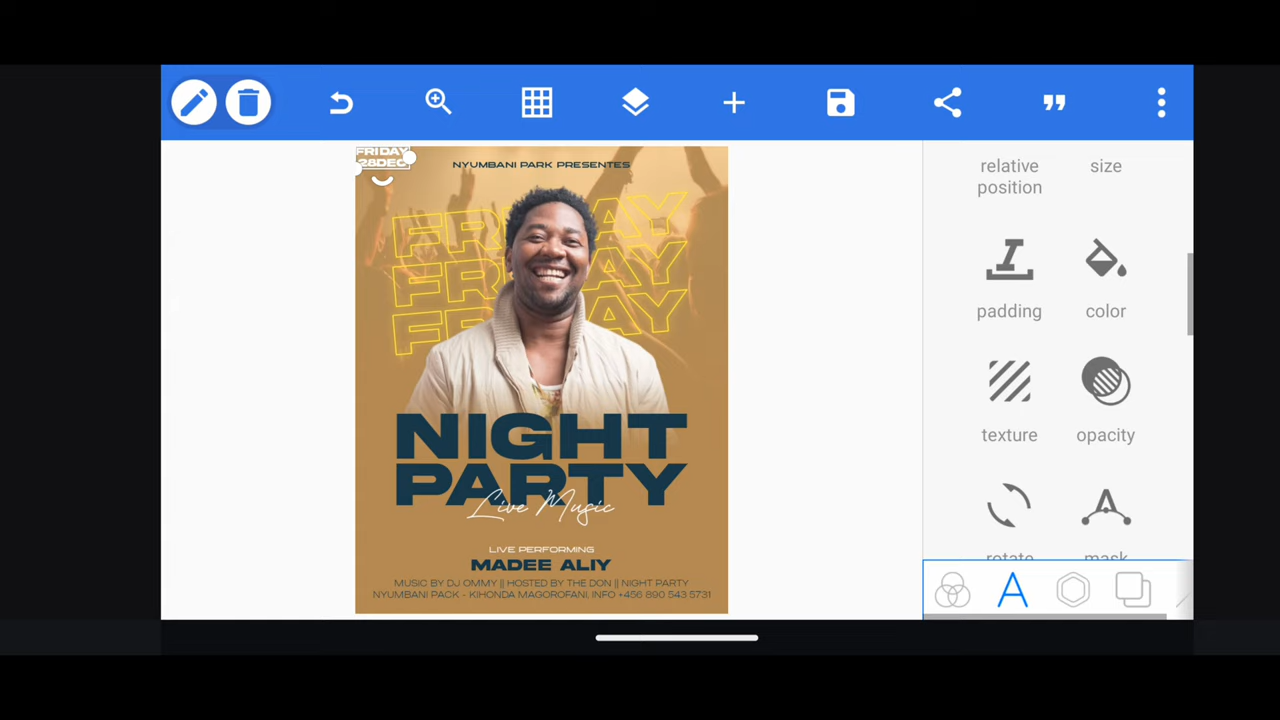 FRIDAY
28DEC
NYUMBANI PARK PRESENTES
FRIDAY
FRIDAY
FRIDAY
NIGHT
PARTY
Live Music
LIVE PERFORMING
MADEE ALIY
MUSIC BY DJ OMMY || HOSTED BY THE DON || NIGHT PARTY
NYUMBANI PACK - KIHONDA MAGOROFANI, INFO +456 890 543 5731
relative
position
size
padding
color
texture
opacity
rotate
mask